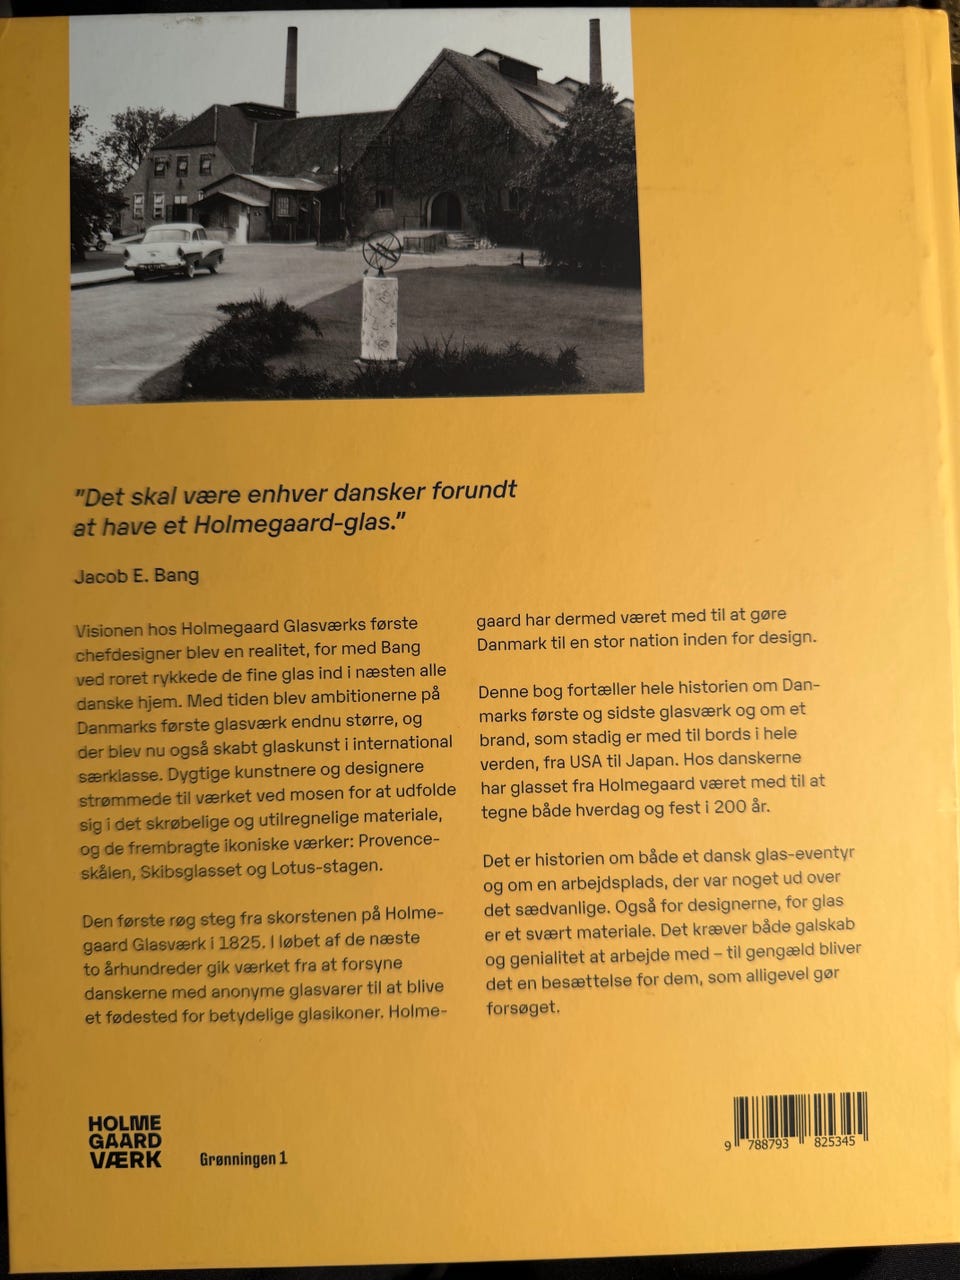 "Det skal være enhver dansker forundt
at have et Holmegaard-glas."
Jacob E. Bang
Visionen hos Holmegaard Glasværks første
chefdesigner blev en realitet, for med Bang
ved roret rykkede de fine glas ind i næsten alle
danske hjem. Med tiden blev ambitionerne på
Danmarks første glasværk endnu større, og
der blev nu også skabt glaskunst i international
særklasse. Dygtige kunstnere og designere
strømmede til værket ved mosen for at udfolde
sig i det skrøbelige og utilregnelige materiale,
og de frembragte ikoniske værker: Provence-
skålen, Skibsglasset og Lotus-stagen.
Den første røg steg fra skorstenen på Holme-
gaard Glasværk i 1825. I løbet af de næste
to århundreder gik værket fra at forsyne
danskerne med anonyme glasvarer til at blive
et fødested for betydelige glasikoner. Holme-
gaard har dermed været med til at gøre
Danmark til en stor nation inden for design.
Denne bog fortæller hele historien om Dan-
marks første og sidste glasværk og om et
brand, som stadig er med til bords i hele
verden, fra USA til Japan. Hos danskerne
har glasset fra Holmegaard været med til at
tegne både hverdag og fest i 200 år.
Det er historien om både et dansk glas-eventyr
og om en arbejdsplads, der var noget ud over
det sædvanlige. Også for designerne, for glas
er et svært materiale. Det kræver både galskab
og genialitet at arbejde med – til gengæld bliver
det en besættelse for dem, som alligevel gør
forsøget.
HOLME
GAARD
VÆRK
Grønningen 1
9 788793 825345